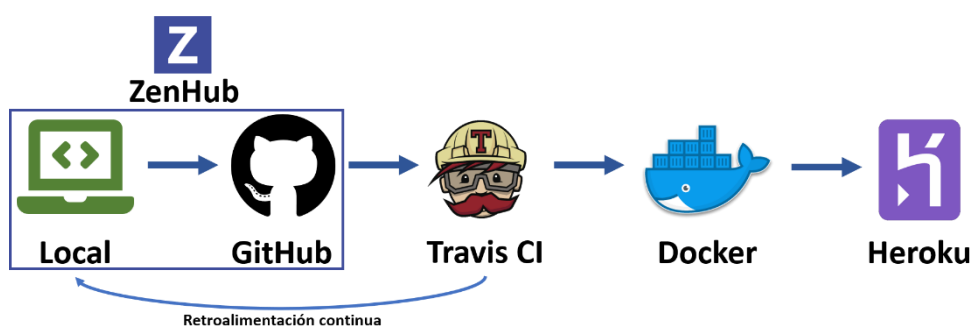 Z
ZenHub
T
Local
GitHub
Travis CI
Docker
Heroku
Retroalimentación continua